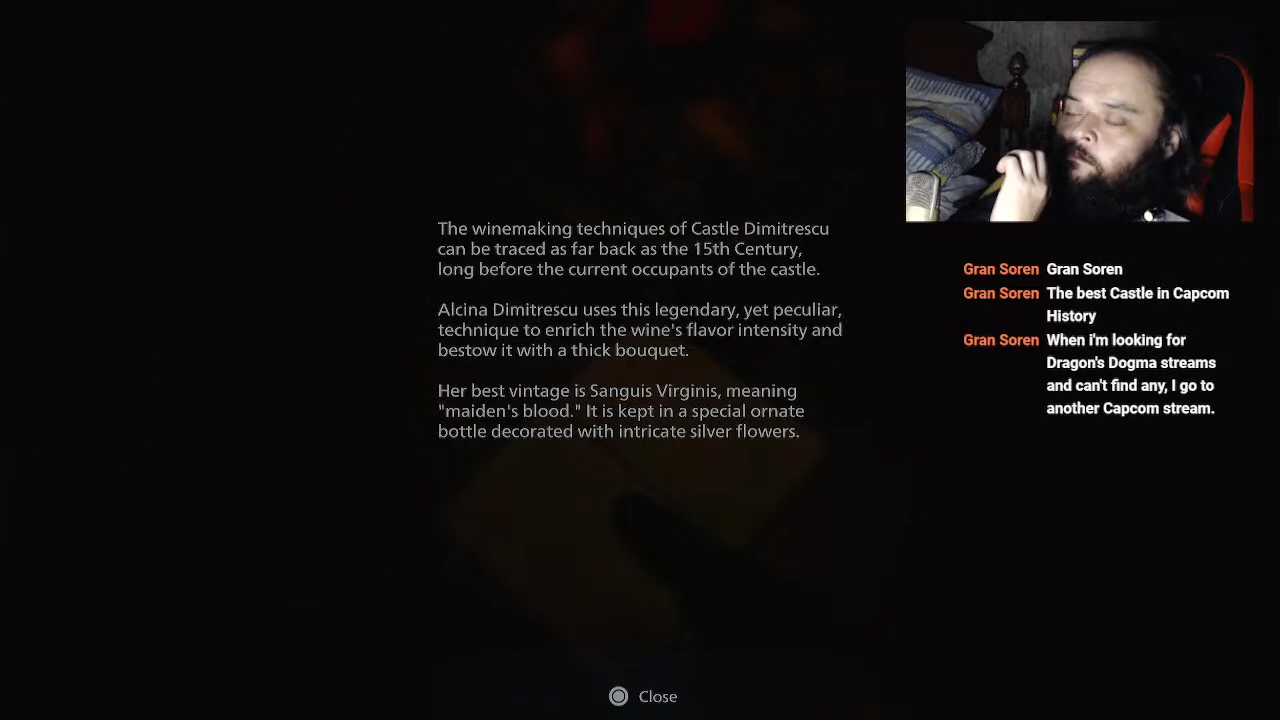 The winemaking techniques of Castle Dimitrescu
can be traced as far back as the 15th Century,
long before the current occupants of the castle.
Alcina Dimitrescu uses this legendary, yet peculiar,
technique to enrich the wine's flavor intensity and
bestow it with a thick bouquet.
Her best vintage is Sanguis Virginis, meaning
"maiden's blood." It is kept in a special ornate
bottle decorated with intricate silver flowers.
Close
Gran Soren Gran Soren
Gran Soren The best Castle in Capcom
History
Gran Soren When i'm looking for
Dragon's Dogma streams
and can't find any, I go to
another Capcom stream.